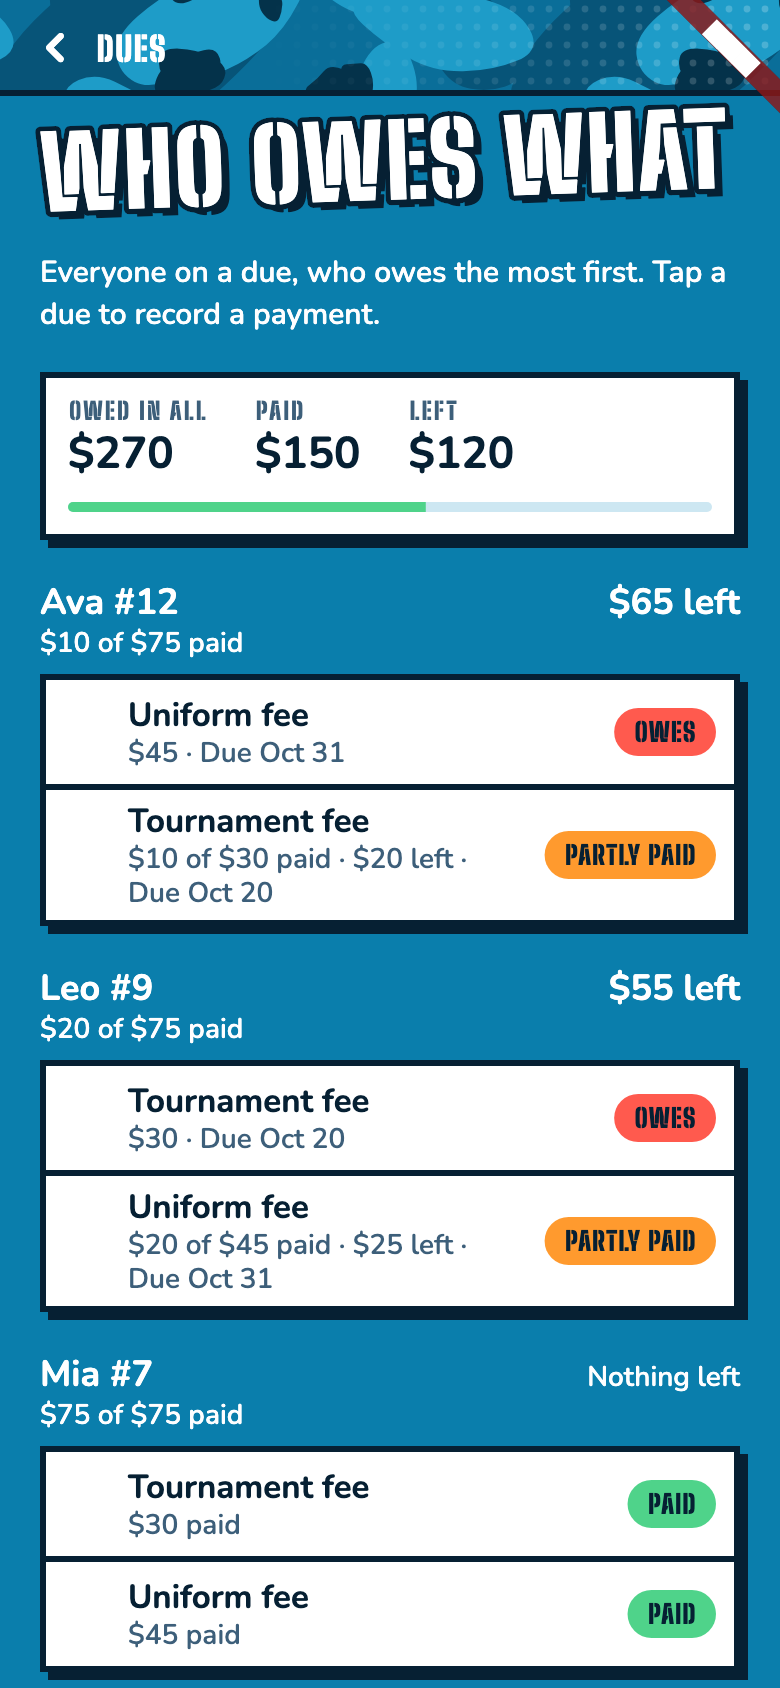 DUES
WHO OWES WHAT
Everyone on a due, who owes the most first. Tap a
due to record a payment.
OWED IN ALL PAID LEFT
$270 $150 $120
Ava #12 $65 left
$10 of $75 paid
Uniform fee
$45 · Due Oct 31
OWES
Tournament fee
$10 of $30 paid · $20 left ·
Due Oct 20
PARTLY PAID
Leo #9 $55 left
$20 of $75 paid
Tournament fee
$30 · Due Oct 20
OWES
Uniform fee
$20 of $45 paid · $25 left ·
Due Oct 31
PARTLY PAID
Mia #7 Nothing left
$75 of $75 paid
Tournament fee
$30 paid
PAID
Uniform fee
$45 paid
PAID